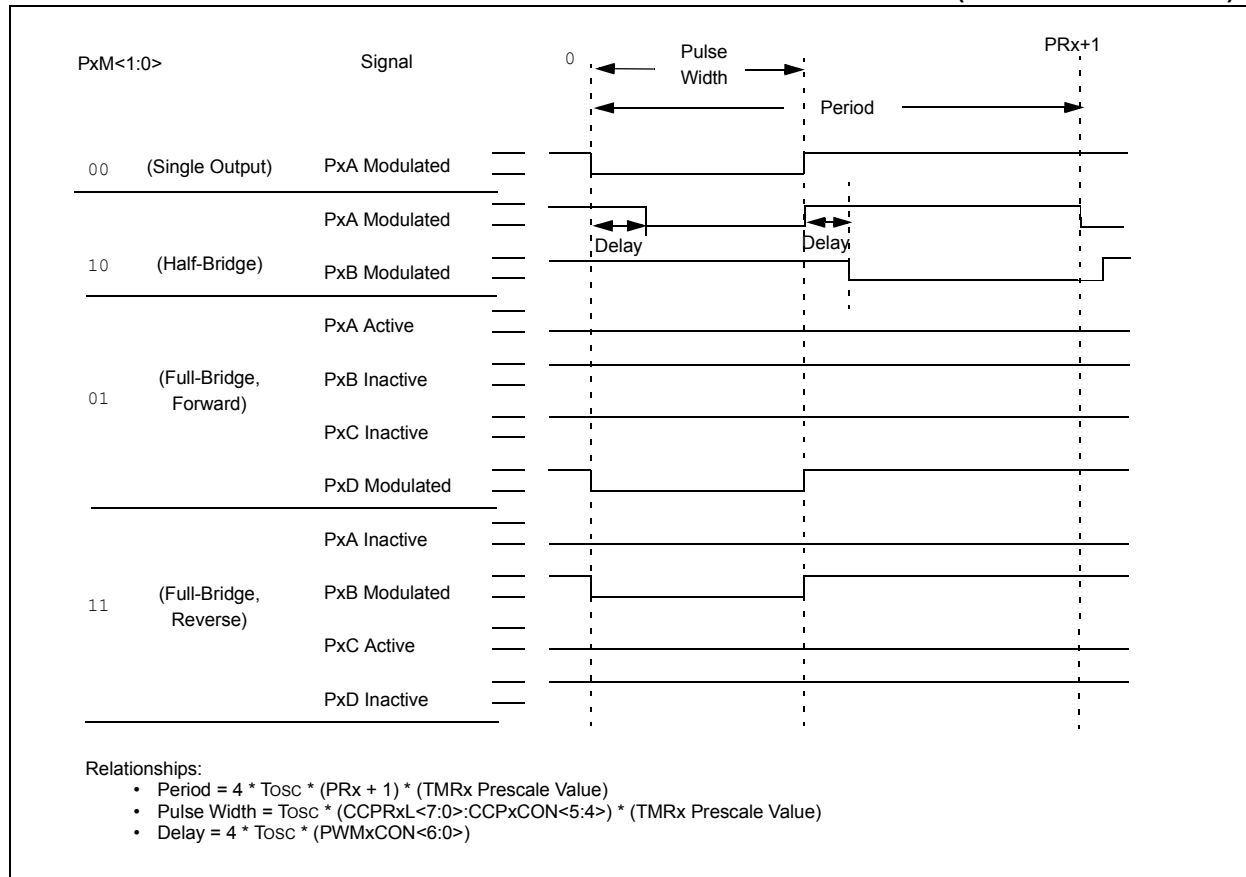 PxM<1:0>
Signal
0
Pulse
Width
PRx+1
Period
00
(Single Output)
PxA Modulated
PxA Modulated
Delay
Delay
10
(Half-Bridge)
PxB Modulated
PxA Active
01
(Full-Bridge,
Forward)
PxB Inactive
PxC Inactive
PxD Modulated
PxA Inactive
11
(Full-Bridge,
Reverse)
PxB Modulated
PxC Active
PxD Inactive
Relationships:
• Period = 4 * TOSC * (PRx + 1) * (TMRx Prescale Value)
• Pulse Width = TOSC * (CCPRxL<7:0>:CCPxCON<5:4>) * (TMRx Prescale Value)
• Delay = 4 * TOSC * (PWMxCON<6:0>)